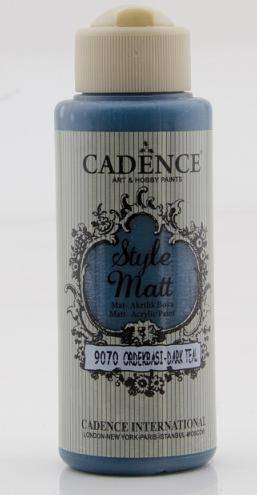 CADENCE
ART & HOBBY PAINTS
Style
Matt
Mat- Akrilik Boya
Matt- Acrylic Paint
9070 ORDEKBASI-DARK TEAL
CADENCE INTERNATIONAL
LONDON-NEW YORK-PARIS-ISTANBUL-MOSCOW